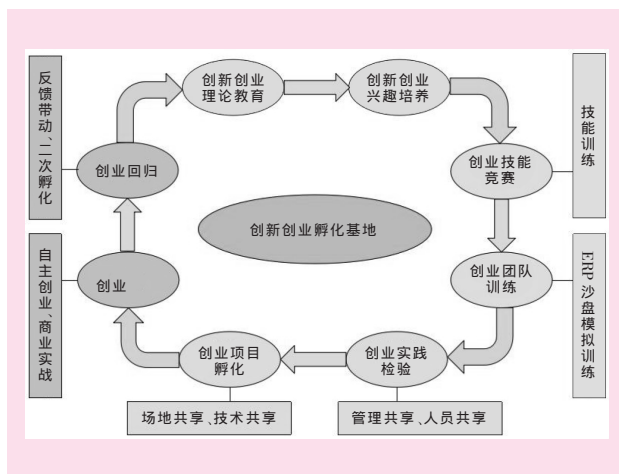 反馈带动、二次孵化
创新创业
理论教育
创新创业
兴趣培养
技能训练
创业回归
创业技能
竞赛
创新创业孵化基地
自主创业、商业实战
创业
创业团队
训练
ERP 沙盘模拟训练
创业项目
孵化
创业实践
检验
场地共享、技术共享
管理共享、人员共享